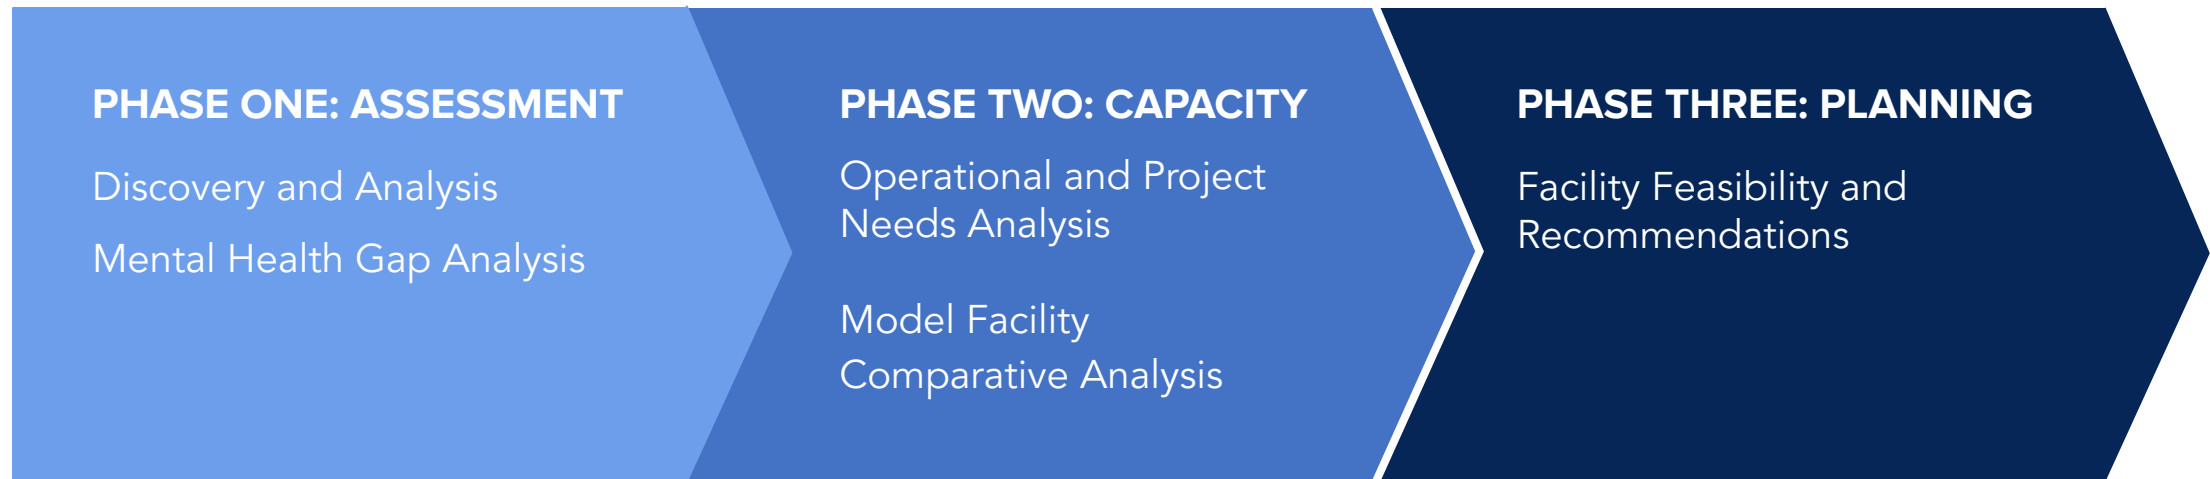 PHASE ONE: ASSESSMENT
Discovery and Analysis
Mental Health Gap Analysis
PHASE TWO: CAPACITY
Operational and Project
Needs Analysis
Model Facility
Comparative Analysis
PHASE THREE: PLANNING
Facility Feasibility and
Recommendations